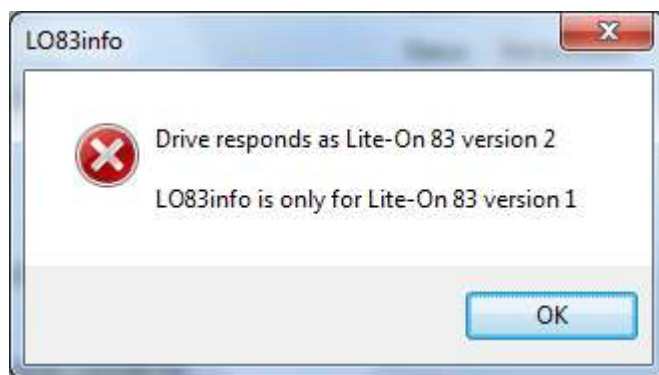 LO83info
Drive responds as Lite-On 83 version 2
LO83info is only for Lite-On 83 version 1
OK